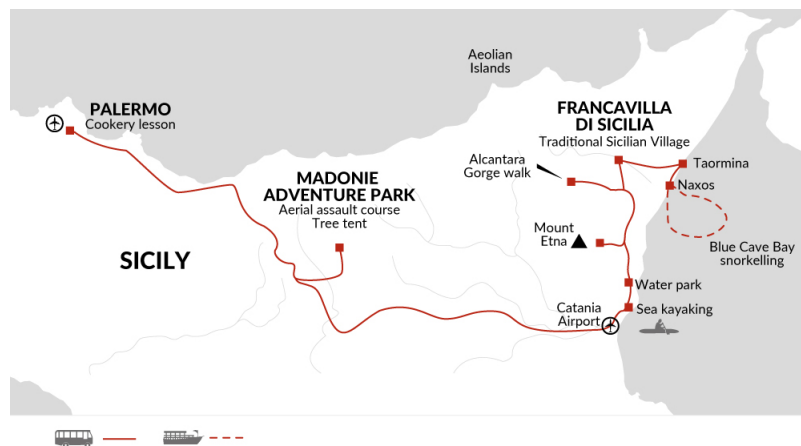 Aeolian
Islands
PALERMO
Cookery lesson
FRANCAVILLA
DI SICILIA
Traditional Sicilian Village
Alcantara
Gorge walk
Taormina
Naxos
MADONIE
ADVENTURE PARK
Aerial assault course
Tree tent
Mount
Etna
Blue Cave Bay
snorkelling
SICILY
Water park
Catania
Airport
Sea kayaking